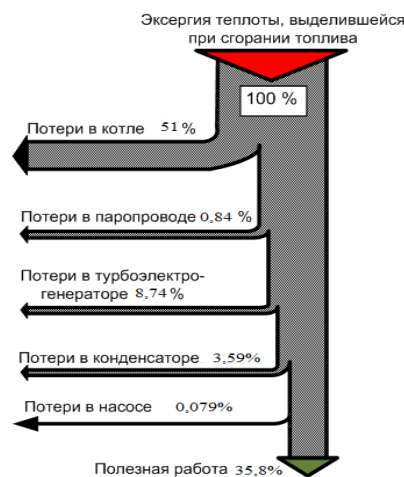 Эксергия теплоты, выделившейся
при сгорании топлива
100 %
Потери в котле 51 %
Потери в паропроводе 0,84 %
Потери в турбоэлектро-
генераторе 8,74 %
Потери в конденсаторе 3,59%
Потери в насосе 0,079%
Полезная работа 35,8%